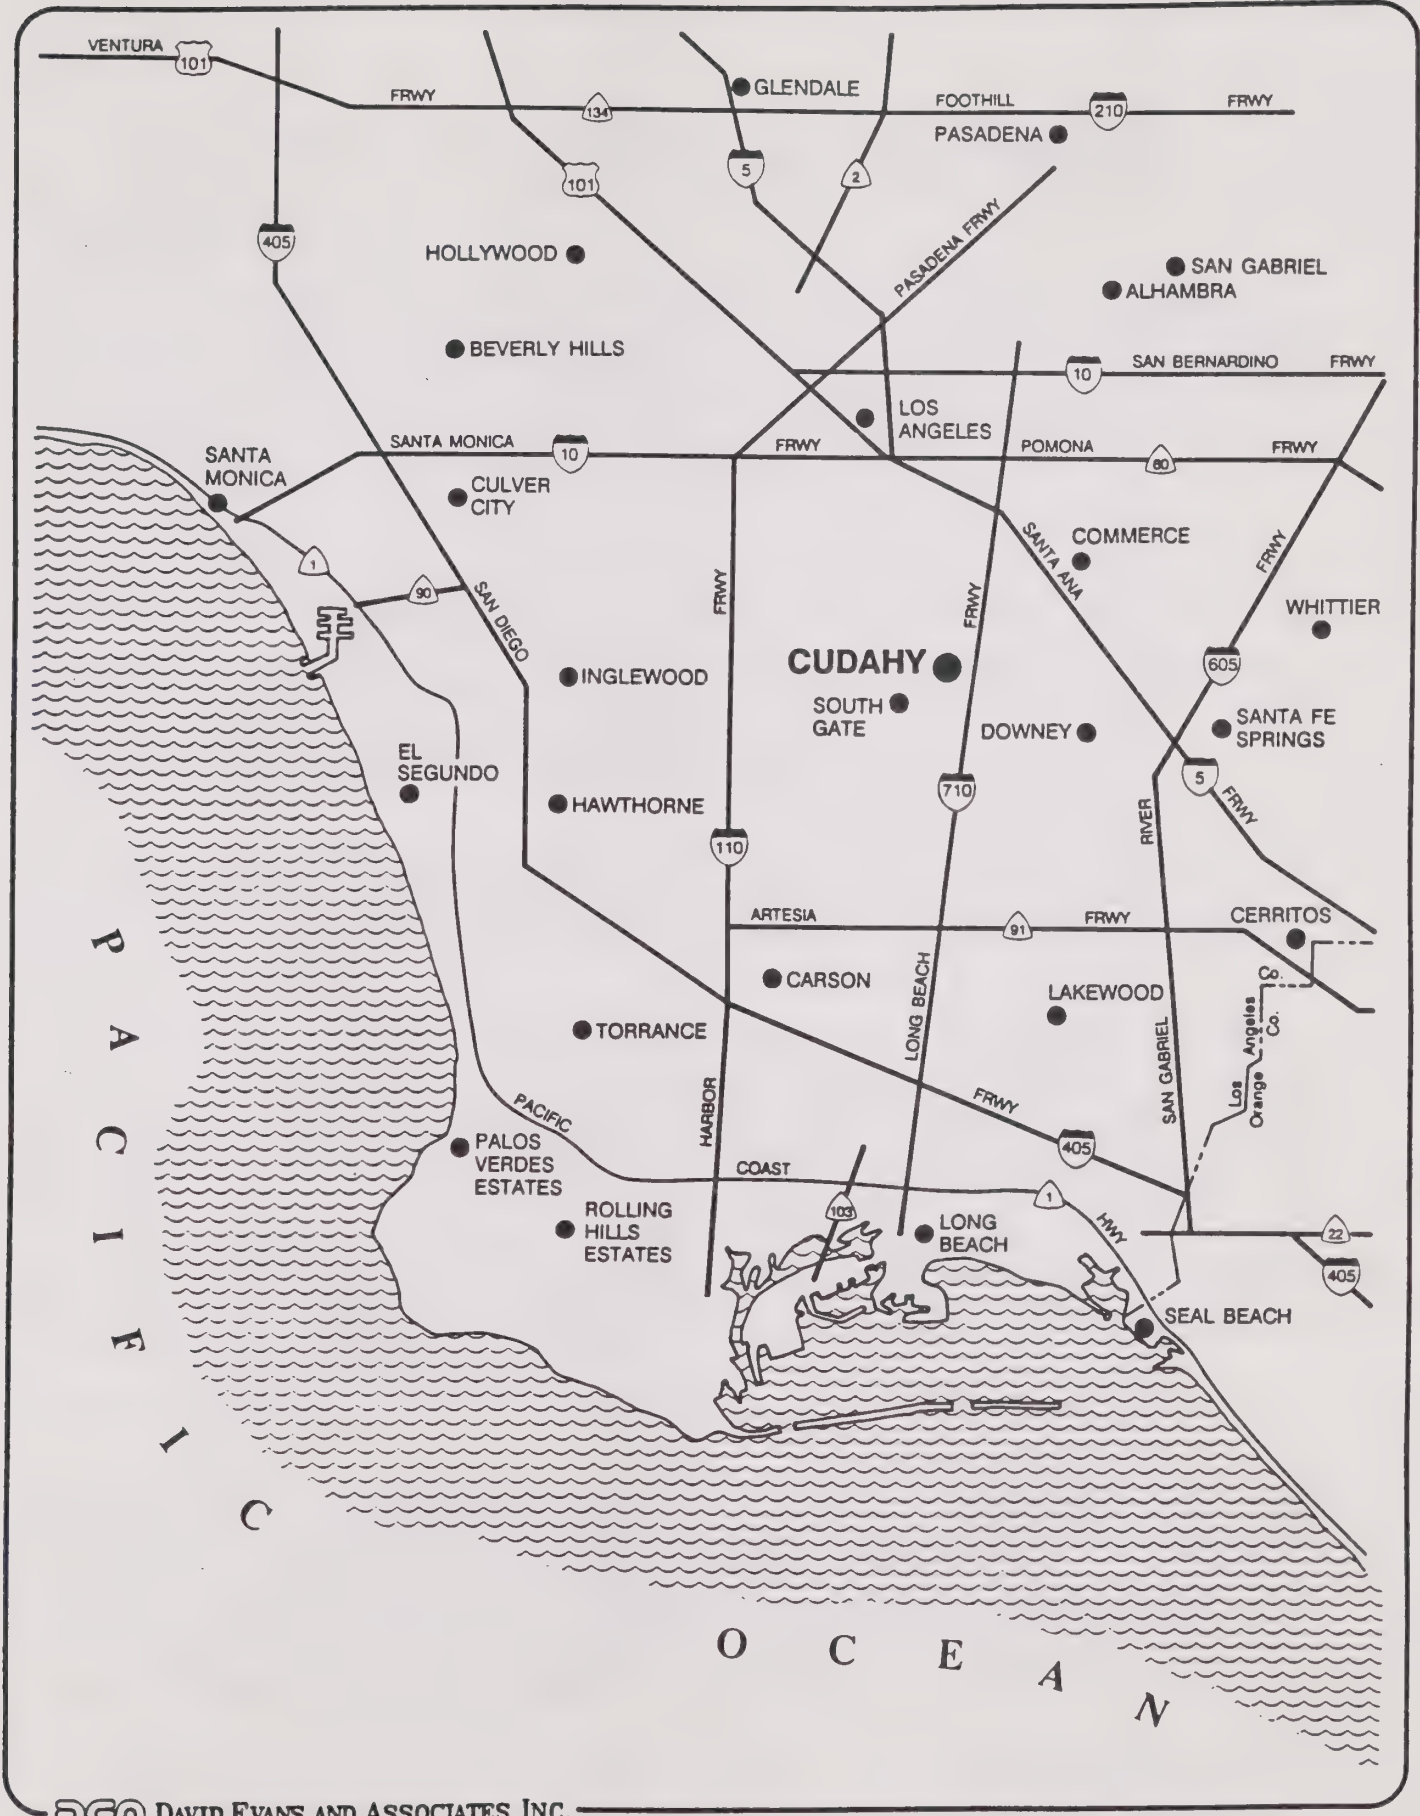 VENTURA
101
FRWY
134
GLENDALE
FOOTHILL
210
FRWY
PASADENA
5
2
101
405
HOLLYWOOD
PASADENA FRWY
SAN GABRIEL
ALHAMBRA
BEVERLY HILLS
10
SAN BERNARDINO
FRWY
LOS
ANGELES
SANTA MONICA
10
FRWY
POMONA
60
FRWY
SANTA
MONICA
CULVER
CITY
1
90
SAN DIEGO
FRWY
FRWY
SANTA ANA
COMMERCE
FRWY
WHITTIER
605
CUDAHY
INGLEWOOD
SOUTH
GATE
DOWNEY
SANTA FE
SPRINGS
EL
SEGUNDO
HAWTHORNE
710
5
FRWY
RIVER
110
ARTESIA
91
FRWY
CERRITOS
CARSON
LONG BEACH
LAKEWOOD
Co.
Los Angeles
Orange Co.
TORRANCE
HARBOR
SAN GABRIEL
FRWY
405
PACIFIC
COAST
1
HWY
PALOS
VERDES
ESTATES
ROLLING
HILLS
ESTATES
103
LONG
BEACH
22
405
SEAL BEACH
PACIFIC
OCEAN
DAVID EVANS AND ASSOCIATES, INC.